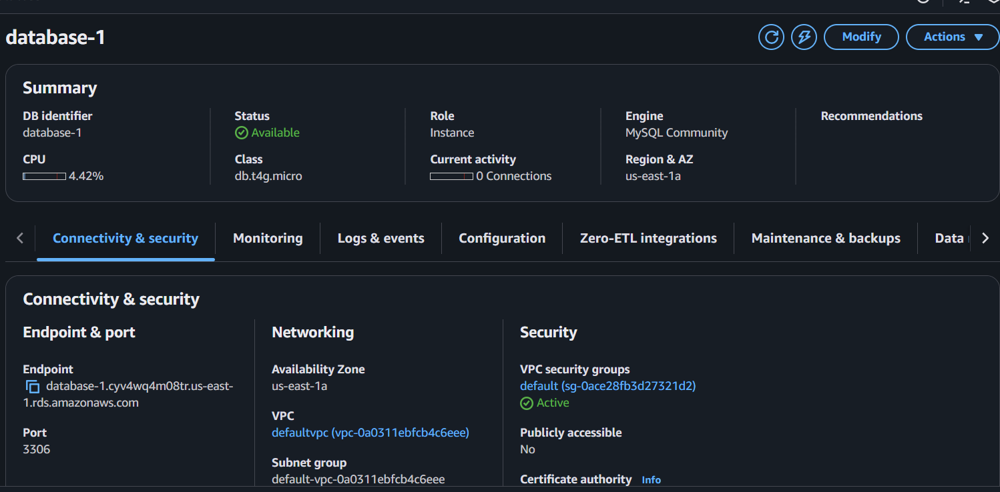 database-1
Modify
Actions
Summary
DB identifier
database-1
Status
Available
Role
Instance
Engine
MySQL Community
Recommendations
CPU
4.42%
Class
db.t4g.micro
Current activity
0 Connections
Region & AZ
us-east-1a
Connectivity & security
Monitoring
Logs & events
Configuration
Zero-ETL integrations
Maintenance & backups
Data
Connectivity & security
Endpoint & port
Endpoint
database-1.cyv4wq4m08tr.us-east-
1.rds.amazonaws.com
Port
3306
Networking
Availability Zone
us-east-1a
VPC
defaultvpc (vpc-0a0311ebfcb4c6eee)
Subnet group
default-vpc-0a0311ebfcb4c6eee
Security
VPC security groups
default (sg-0ace28fb3d27321d2)
Active
Publicly accessible
No
Certificate authority Info